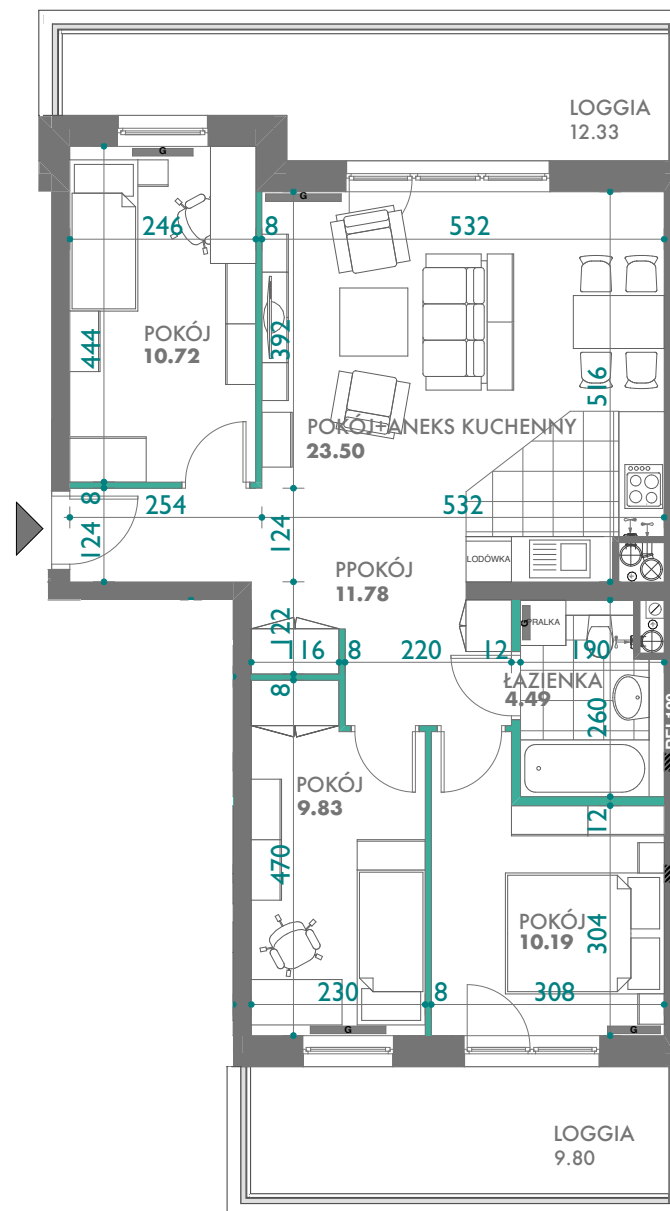 LOGGIA
12.33
G
G
246
8
532
POKÓJ
10.72
444
392
516
POKÓJ+ANEKS KUCHENNY
23.50
8
254
532
124
124
LODÓWKA
PPOKÓJ
11.78
122
G
PRALKA
116
8
220
12
190
ŁAZIENKA
4.49
8
260
POKÓJ
9.83
12
470
POKÓJ
10.19
304
230
8
308
G
G
LOGGIA
9.80